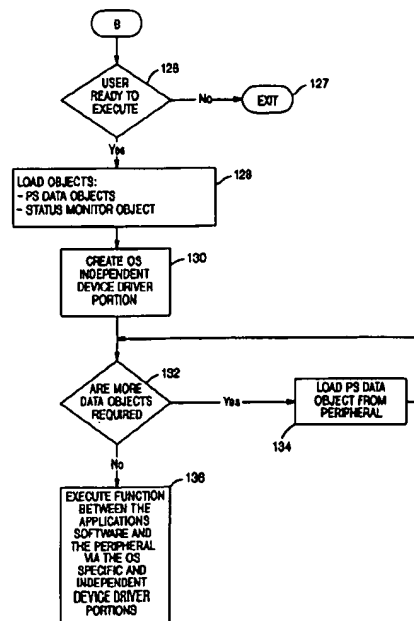 B
126
USER
READY TO
EXECUTE
No
EXIT
127
Yes
LOAD OBJECTS:
- PS DATA OBJECTS
- STATUS MONITOR OBJECT
128
CREATE OS
INDEPENDENT
DEVICE DRIVER
PORTION
130
132
ARE MORE
DATA OBJECTS
REQUIRED
Yes
LOAD PS DATA
OBJECT FROM
PERIPHERAL
134
No
136
EXECUTE FUNCTION
BETWEEN THE
APPLICATIONS
SOFTWARE AND
THE PERIPHERAL
VIA THE OS
SPECIFIC AND
INDEPENDENT
DEVICE DRIVER
PORTIONS